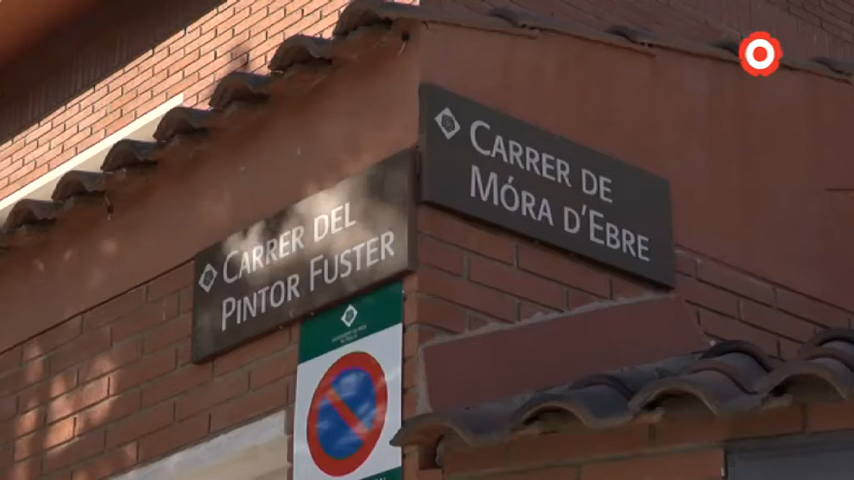 CARRER DEL
PINTOR FUSTER
CARRER DE
MÓRA D'EBRE